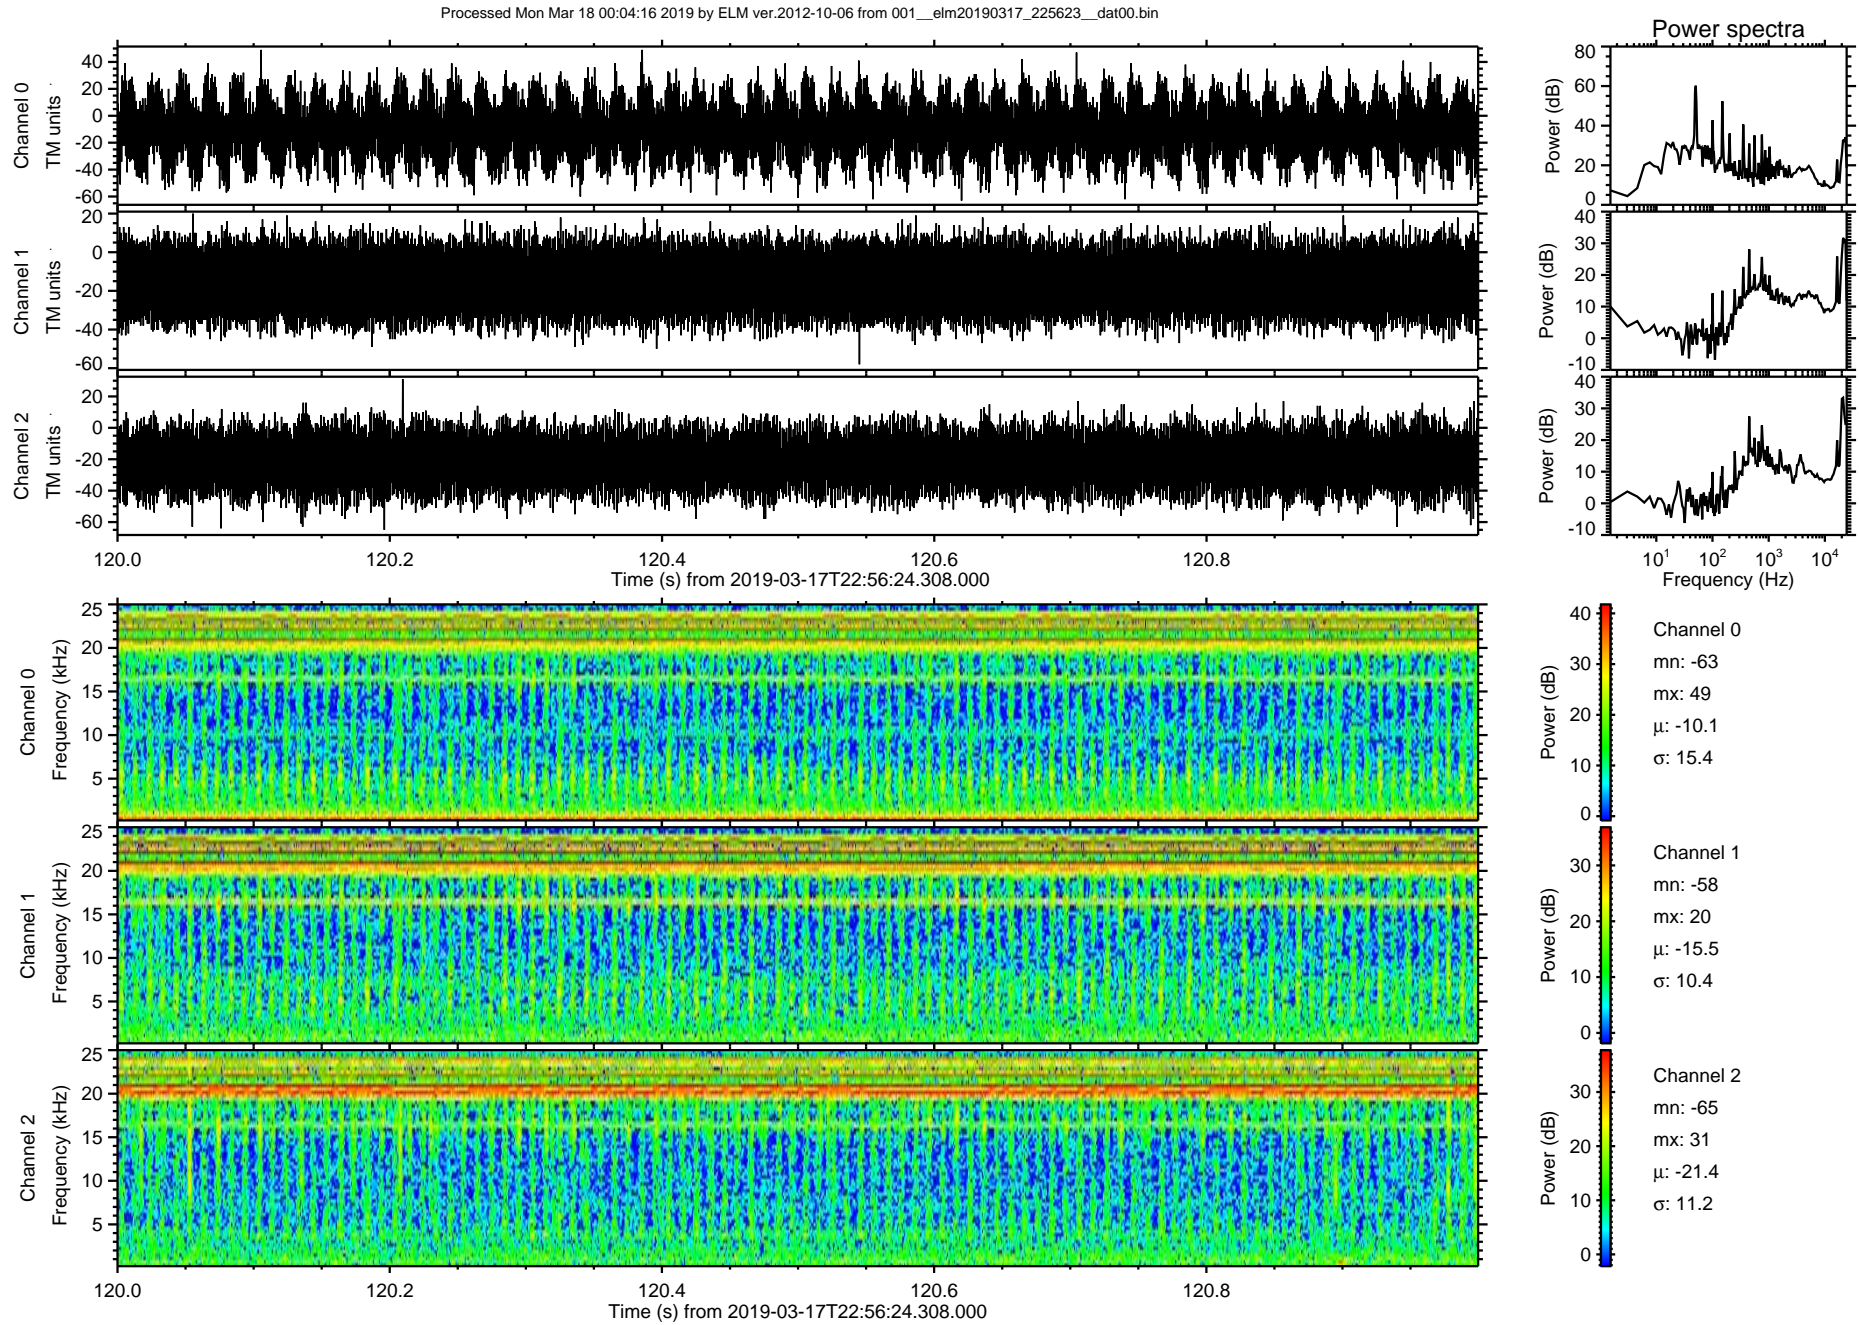 Processed Mon Mar 18 00:04:16 2019 by ELM ver.2012-10-06 from 001__elm20190317_225623__dat00.bin
Power spectra
Channel 0
TM units
40
20
0
-20
-40
-60
Power (dB)
80
60
40
20
0
Channel 1
TM units
20
0
-20
-40
-60
Power (dB)
40
30
20
10
0
-10
Channel 2
TM units
20
0
-20
-40
-60
Power (dB)
40
30
20
10
0
-10
120.0 120.2 120.4 120.6 120.8
Time (s) from 2019-03-17T22:56:24.308.000
10¹ 10² 10³ 10⁴
Frequency (Hz)
Channel 0
Frequency (kHz)
25
20
15
10
5
Power (dB)
40
30
20
10
0
Channel 0
mn: -63
mx: 49
μ: -10.1
σ: 15.4
Channel 1
Frequency (kHz)
25
20
15
10
5
Power (dB)
30
20
10
0
Channel 1
mn: -58
mx: 20
μ: -15.5
σ: 10.4
Channel 2
Frequency (kHz)
25
20
15
10
5
Power (dB)
30
20
10
0
Channel 2
mn: -65
mx: 31
μ: -21.4
σ: 11.2
120.0 120.2 120.4 120.6 120.8
Time (s) from 2019-03-17T22:56:24.308.000